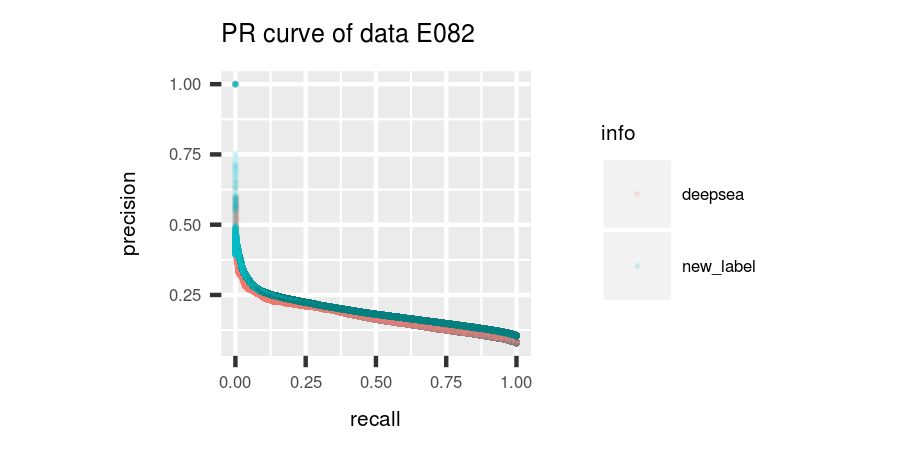 PR curve of data E082
precision
1.00
0.75
0.50
0.25
0.00 0.25 0.50 0.75 1.00
recall
info
deepsea
new_label